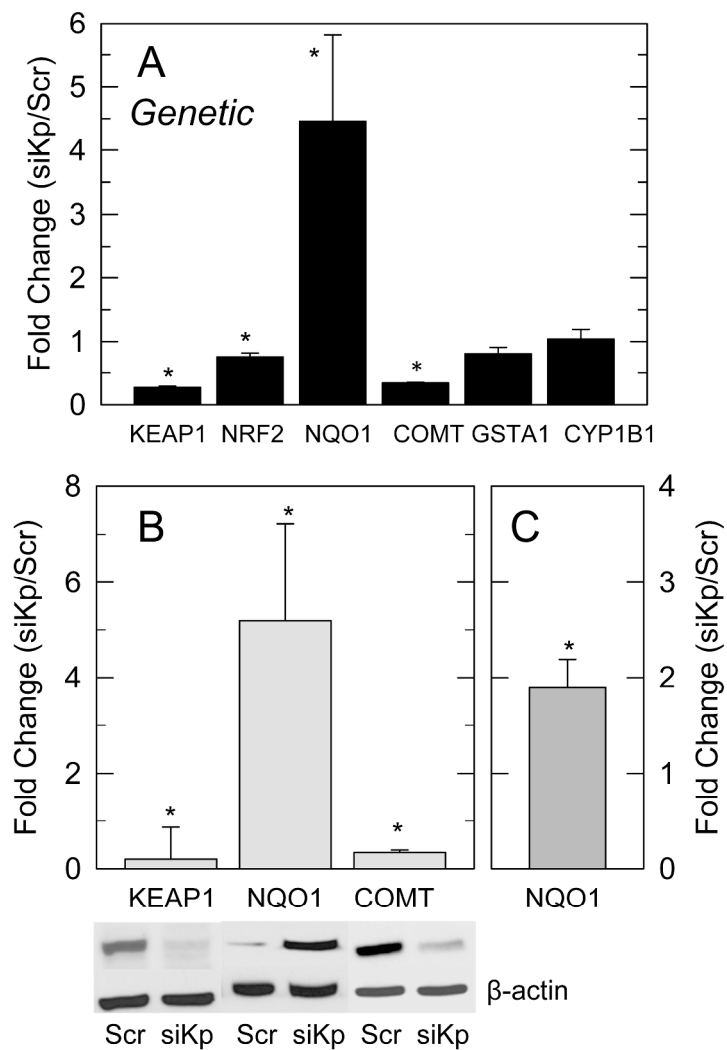 A
Genetic
Fold Change (siKp/Scr)
6
5
4
3
2
1
0
*
*
*
*
KEAP1 NRF2 NQO1 COMT GSTA1 CYP1B1
B
Fold Change (siKp/Scr)
8
6
4
2
0
*
*
*
KEAP1 NQO1 COMT
C
4
3
2
1
0
Fold Change (siKp/Scr)
*
NQO1
β-actin
Scr siKp Scr siKp Scr siKp